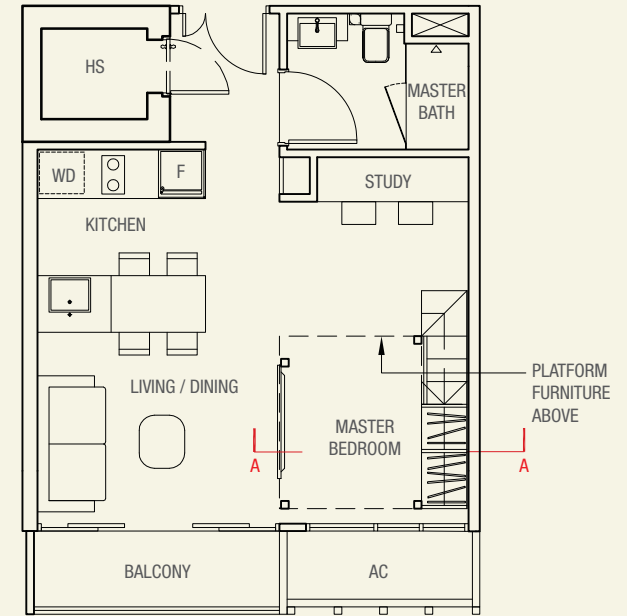 HS
MASTER
BATH
WD
F
STUDY
KITCHEN
LIVING / DINING
PLATFORM
FURNITURE
ABOVE
MASTER
BEDROOM
A
A
BALCONY
AC